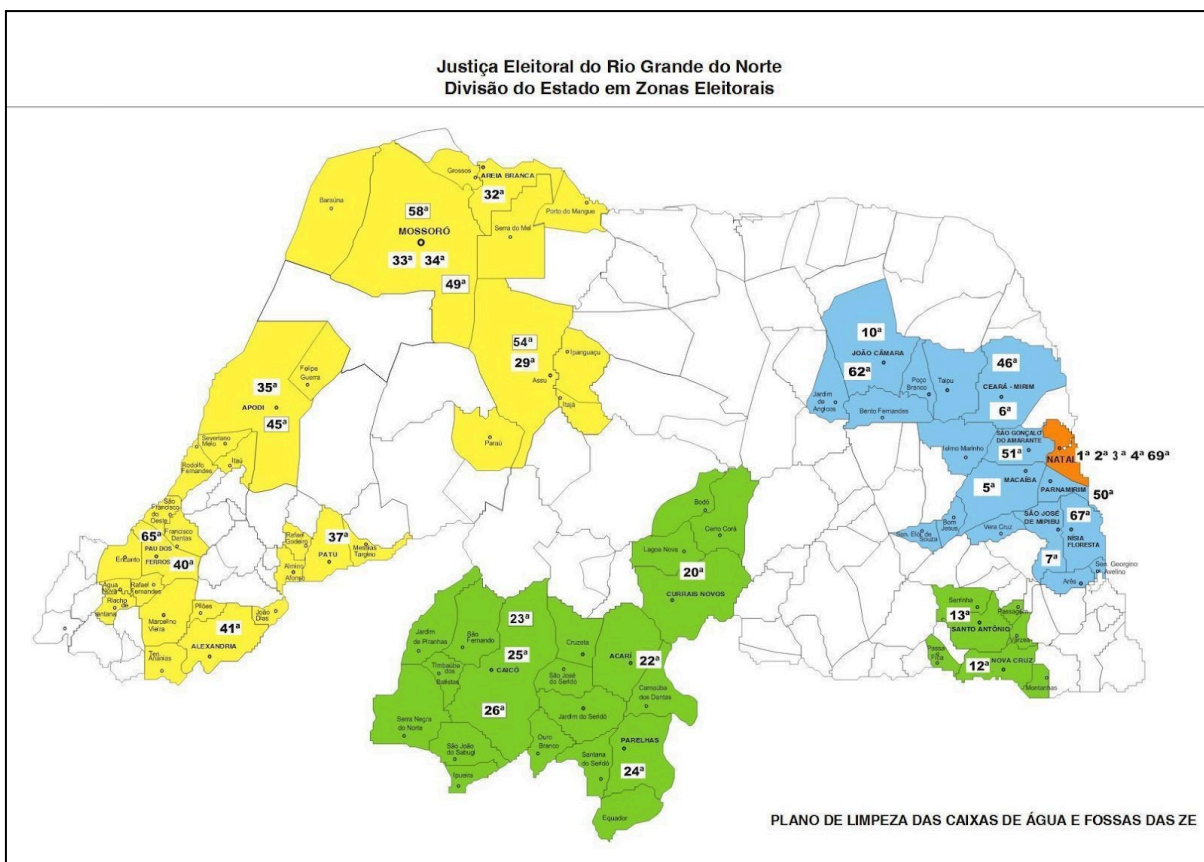 Justiça Eleitoral do Rio Grande do Norte
Divisão do Estado em Zonas Eleitorais
Baraúna
58ª
MOSSORÓ
33ª 34ª
49ª
Grossos
AREIA BRANCA
32ª
Porto do Mangue
Serra do Mel
54ª
29ª
Ipanguaçu
Assu
Itajá
Paraú
35ª
Felipe
Guerra
APODI
45ª
Severiano
Melo
Itaú
Rodolfo
Fernandes
São
Francisco do
Oeste
65ª
Francisco
Dantas
PAU DOS
FERROS
40ª
Encanto
Rafael
Fernandes
Riacho
Marcelino
Vieira
Pilões
João
Dias
41ª
ALEXANDRIA
Ten.
Ananias
37ª
Rafael
Godeiro
PATU
Messias
Targino
Almino
Afonso
Bodó
Cerro Corá
Lagoa Nova
20ª
CURRAIS NOVOS
23ª
Jardim
de Piranhas
São
Fernando
Cruzeta
25ª
CAICÓ
ACARÍ
22ª
Timbaúba dos
Batistas
São José
do Seridó
Carnaúba
dos Dantas
26ª
Jardim do Seridó
Serra Negra
do Norte
São João
do Sabugi
Ipueira
Ouro
Branco
Santana
do Seridó
PARELHAS
24ª
Equador
10ª
JOÃO CÂMARA
62ª
Jardim
de
Angicos
Poço
Branco
Taipu
Bento Fernandes
46ª
CEARÁ - MIRIM
6ª
SÃO GONÇALO
DO AMARANTE
51ª
Ielmo Marinho
NATAL
1ª 2ª 3ª 4ª 69ª
MACAÍBA
5ª
PARNAMIRIM
50ª
SÃO JOSÉ
DE MIPIBU
67ª
NÍSIA
FLORESTA
Bom
Jesus
Vera Cruz
Sen. Eloi de
Souza
7ª
Sen. Georgino
Avelino
Arês
Serrinha
13ª
Passagem
SANTO ANTÔNIO
Várzea
Passa
e Fica
12ª
NOVA CRUZ
Montanhas
PLANO DE LIMPEZA DAS CAIXAS DE ÁGUA E FOSSAS DAS ZE